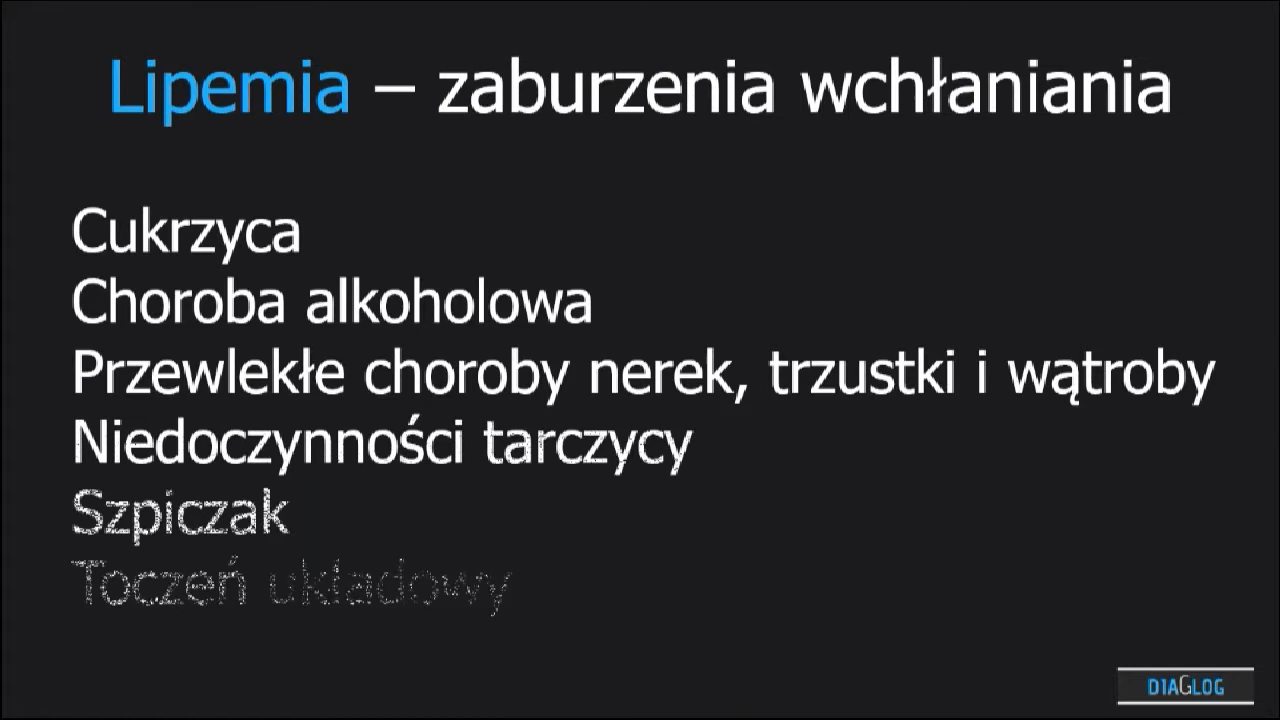 Lipemia – zaburzenia wchłaniania
Cukrzyca
Choroba alkoholowa
Przewlekłe choroby nerek, trzustki i wątroby
Niedoczynności tarczycy
Szpiczak
Toczeń układowy
DIAGLOG